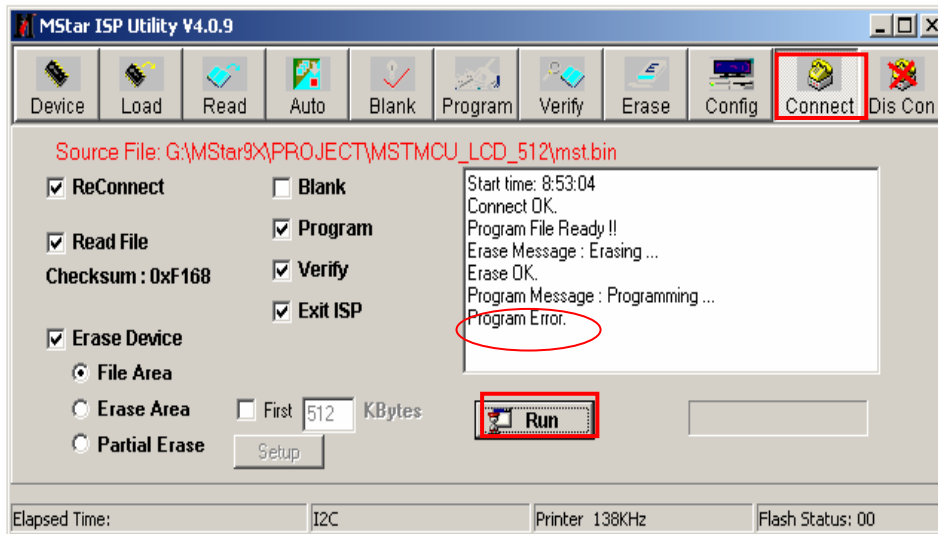 MStar ISP Utility V4.0.9
Device Load Read Auto Blank Program Verify Erase Config Connect Dis Con
Source File: G:\MStar9X\PROJECT\MSTMCU_LCD_512\mst.bin
ReConnect
Read File
Checksum : 0xF168
Erase Device
File Area
Erase Area
Partial Erase
Blank
Program
Verify
Exit ISP
First 512 KBytes
Setup
Start time: 8:53:04
Connect OK.
Program File Ready !!
Erase Message : Erasing ...
Erase OK.
Program Message : Programming ...
Program Error.
Run
Elapsed Time: I2C Printer 138KHz Flash Status: 00